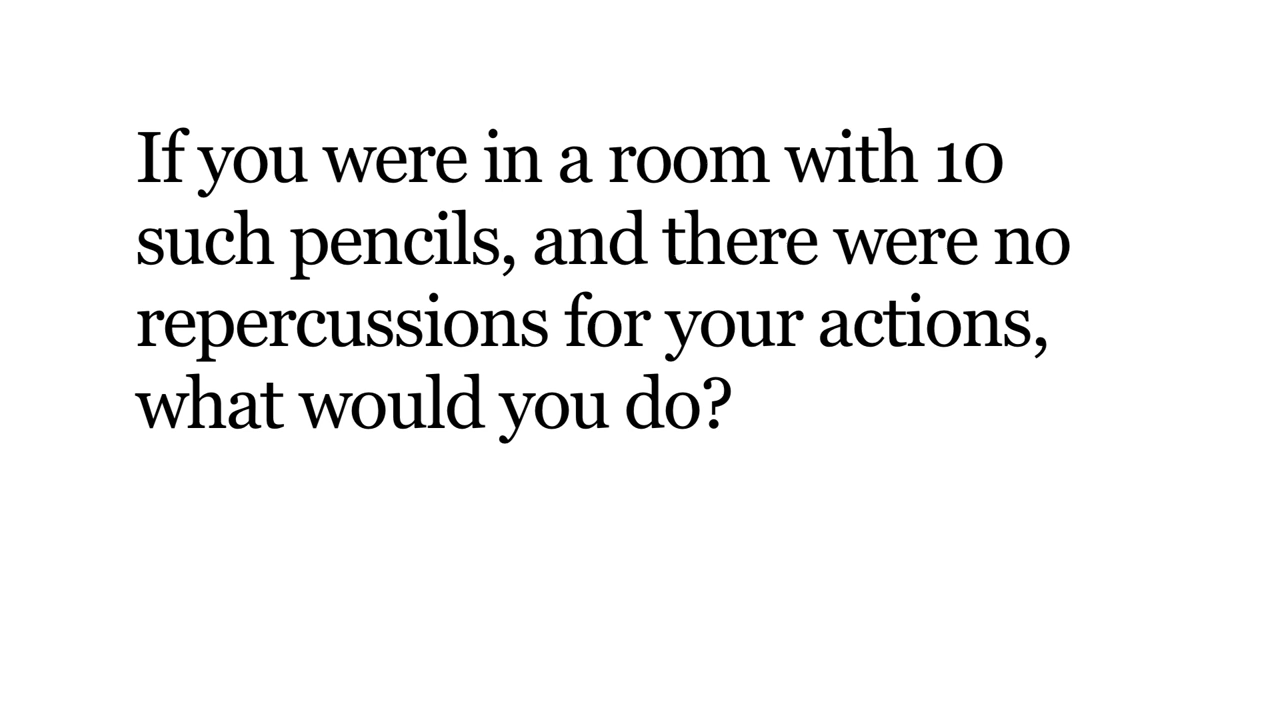 If you were in a room with 10
such pencils, and there were no
repercussions for your actions,
what would you do?